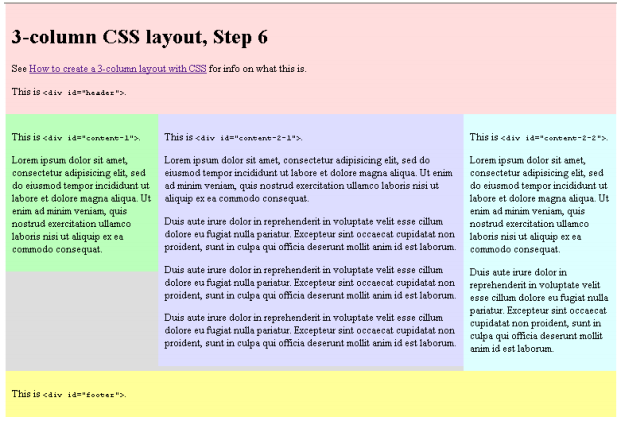 3-column CSS layout, Step 6
See How to create a 3-column layout with CSS for info on what this is.
This is <div id="header">.
This is <div id="content-1">.
Lorem ipsum dolor sit amet,
consectetur adipisicing elit, sed
do eiusmod tempor incididunt ut
labore et dolore magna aliqua. Ut
enim ad minim veniam, quis
nostrud exercitation ullamco
laboris nisi ut aliquip ex ea
commodo consequat.
This is <div id="content-2-1">.
Lorem ipsum dolor sit amet, consectetur adipisicing elit, sed do
eiusmod tempor incididunt ut labore et dolore magna aliqua. Ut enim
ad minim veniam, quis nostrud exercitation ullamco laboris nisi ut
aliquip ex ea commodo consequat.
Duis aute irure dolor in reprehenderit in voluptate velit esse cillum
dolore eu fugiat nulla pariatur. Excepteur sint occaecat cupidatat non
proident, sunt in culpa qui officia deserunt mollit anim id est laborum.
Duis aute irure dolor in reprehenderit in voluptate velit esse cillum
dolore eu fugiat nulla pariatur. Excepteur sint occaecat cupidatat non
proident, sunt in culpa qui officia deserunt mollit anim id est laborum.
Duis aute irure dolor in reprehenderit in voluptate velit esse cillum
dolore eu fugiat nulla pariatur. Excepteur sint occaecat cupidatat non
proident, sunt in culpa qui officia deserunt mollit anim id est laborum.
This is <div id="content-2-2">.
Lorem ipsum dolor sit amet,
consectetur adipisicing elit, sed
do eiusmod tempor incididunt ut
labore et dolore magna aliqua. Ut
enim ad minim veniam, quis
nostrud exercitation ullamco
laboris nisi ut aliquip ex ea
commodo consequat.
Duis aute irure dolor in
reprehenderit in voluptate velit
esse cillum dolore eu fugiat nulla
pariatur. Excepteur sint occaecat
cupidatat non proident, sunt in
culpa qui officia deserunt mollit
anim id est laborum.
This is <div id="footer">.